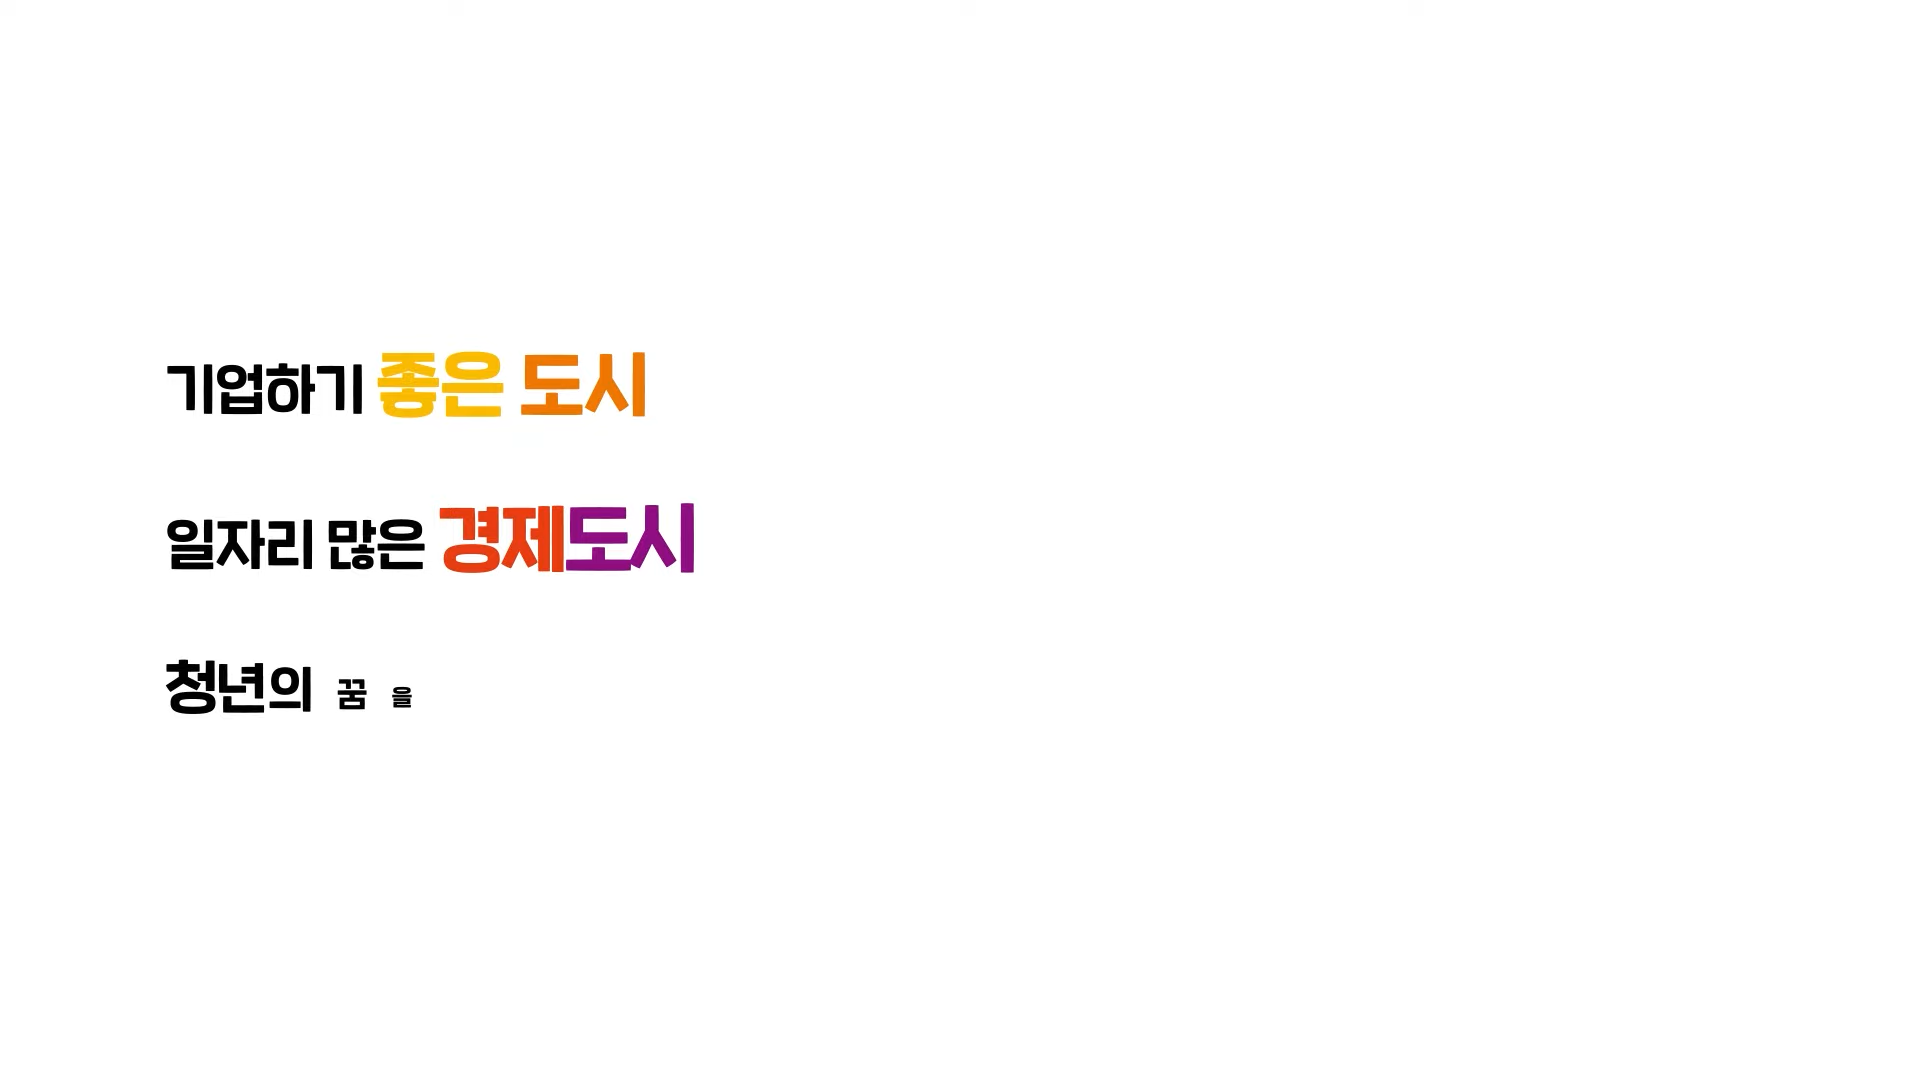 기업하기 좋은 도시
일자리 많은 경제도시
청년의 꿈 을